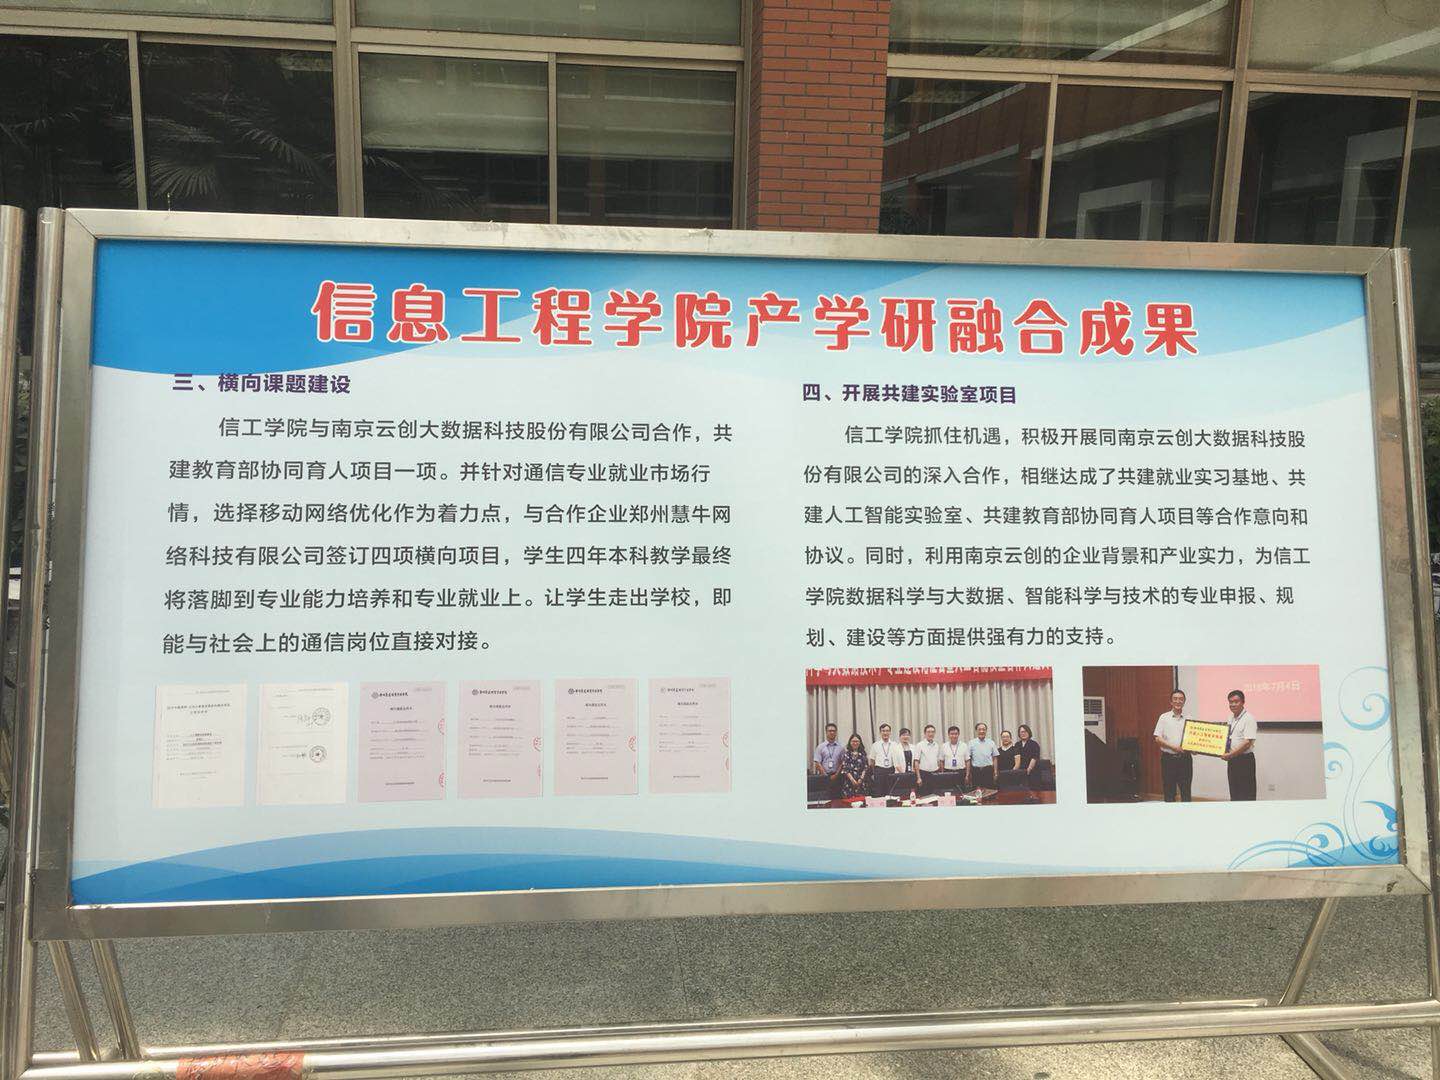 信息工程学院产学研融合成果
三、横向课题建设
信工学院与南京云创大数据科技股份有限公司合作，共
建教育部协同育人项目一项。并针对通信专业就业市场行
情，选择移动网络优化作为着力点，与合作企业郑州慧牛网
络科技有限公司签订四项横向项目，学生四年本科教学最终
将落脚到专业能力培养和专业就业上。让学生走出学校，即
能与社会上的通信岗位直接对接。
四、开展共建实验室项目
信工学院抓住机遇，积极开展同南京云创大数据科技股
份有限公司的深入合作，相继达成了共建就业实习基地、共
建人工智能实验室、共建教育部协同育人项目等合作意向和
协议。同时，利用南京云创的企业背景和产业实力，为信工
学院数据科学与大数据、智能科学与技术的专业申报、规
划、建设等方面提供强有力的支持。
2018年7月4日